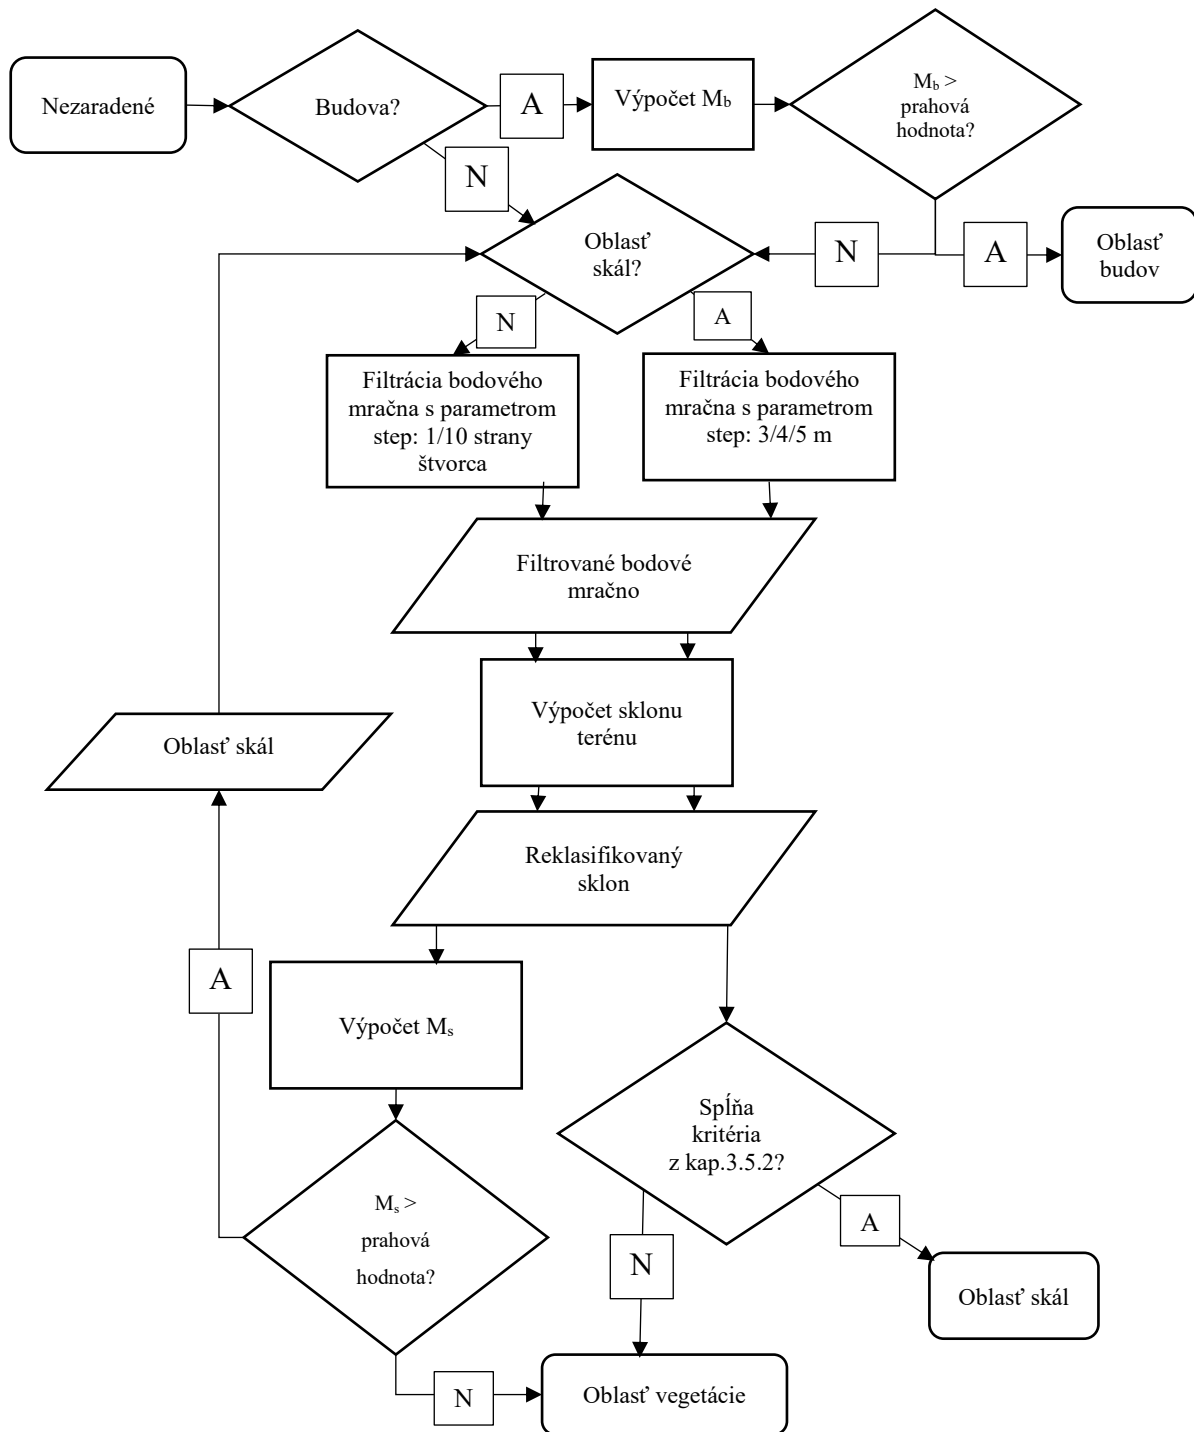 Nezaradené
Budova?
A
Výpočet Mb
Mb >
prahová
hodnota?
N
Oblasť
skál?
N
A
Oblasť
budov
N
A
Filtrácia bodového
mračna s parametrom
step: 1/10 strany
štvorca
Filtrácia bodového
mračna s parametrom
step: 3/4/5 m
Filtrované bodové
mračno
Výpočet sklonu
terénu
Oblasť skál
Reklasifikovaný
sklon
A
Výpočet Ms
Spĺňa
kritéria
z kap.3.5.2?
Ms >
prahová
hodnota?
A
N
Oblasť skál
N
Oblasť vegetácie